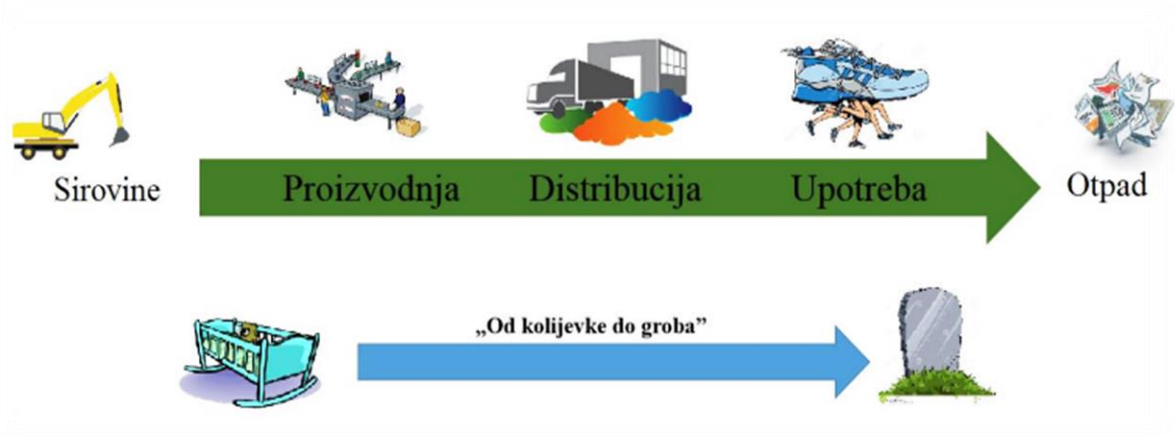 Sirovine
Proizvodnja
Distribucija
Upotreba
Otpad
„Od kolijevke do groba”